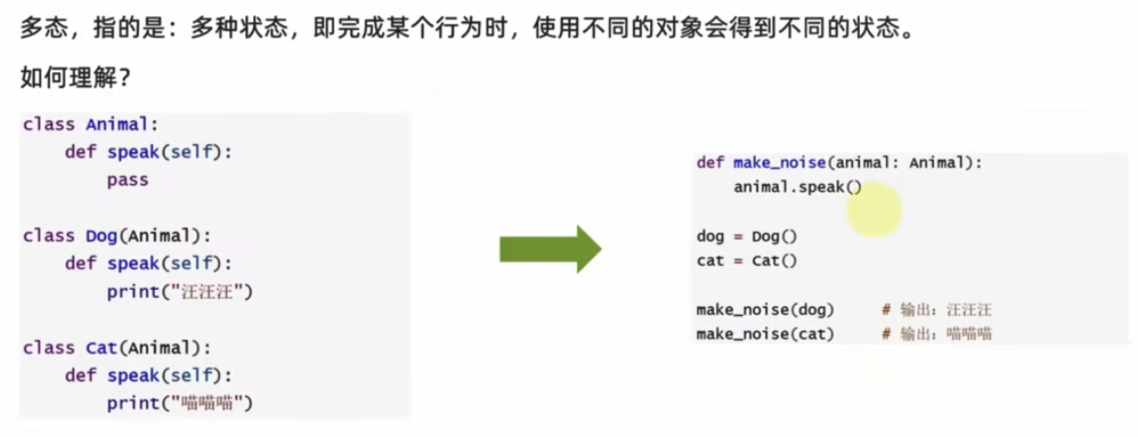 多态，指的是：多种状态，即完成某个行为时，使用不同的对象会得到不同的状态。
如何理解？
class Animal:
    def speak(self):
        pass
class Dog(Animal):
    def speak(self):
        print("汪汪汪")
class Cat(Animal):
    def speak(self):
        print("喵喵喵")
def make_noise(animal: Animal):
    animal.speak()
dog = Dog()
cat = Cat()
make_noise(dog)     # 输出：汪汪汪
make_noise(cat)     # 输出：喵喵喵